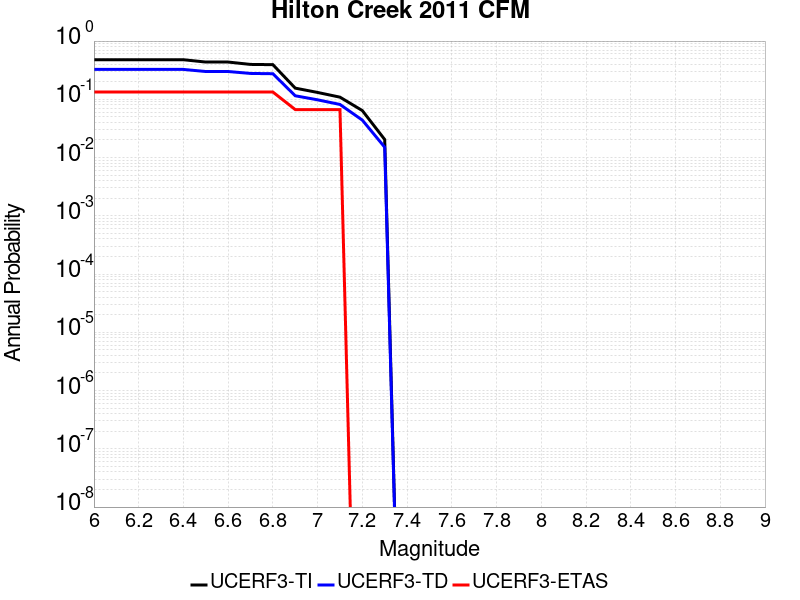 Hilton Creek 2011 CFM
Annual Probability
10^0
10^-1
10^-2
10^-3
10^-4
10^-5
10^-6
10^-7
10^-8
6 6.2 6.4 6.6 6.8 7 7.2 7.4 7.6 7.8 8 8.2 8.4 8.6 8.8 9
Magnitude
UCERF3-TI UCERF3-TD UCERF3-ETAS